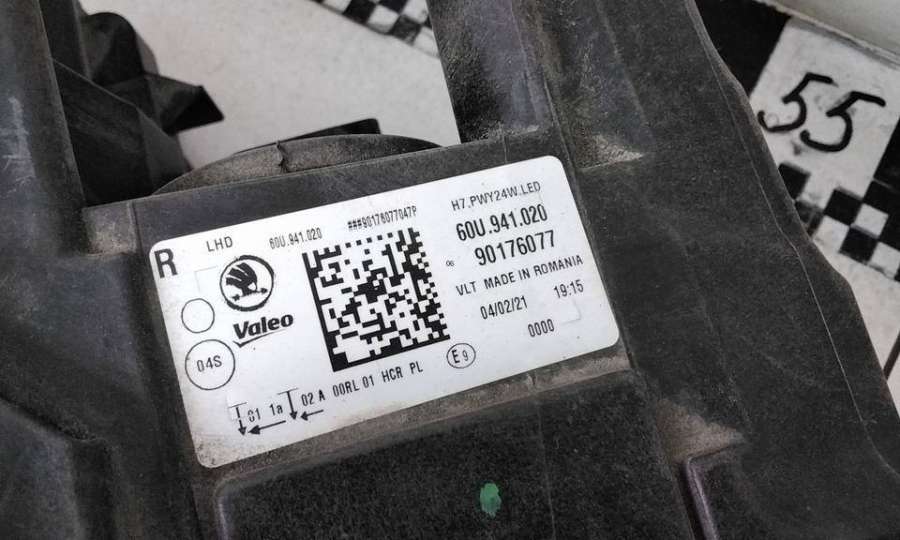 55
R
LHD
60U.941.020
###90176077047P
H7.PWY24W.LED
60U.941.020
96 90176077
VLT MADE IN ROMANIA
04/02/21 19:15
0000
Valeo
04S
01 1a 02 A 00RL 01 HCR PL
E9